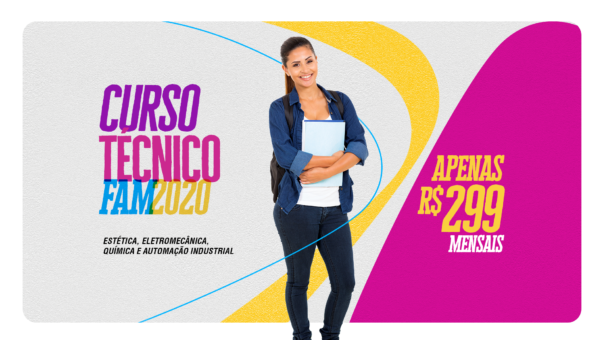 CURSO
TÉCNICO
FAM2020
ESTÉTICA, ELETROMECÂNICA,
QUÍMICA E AUTOMAÇÃO INDUSTRIAL
APENAS
R$299
MENSAIS